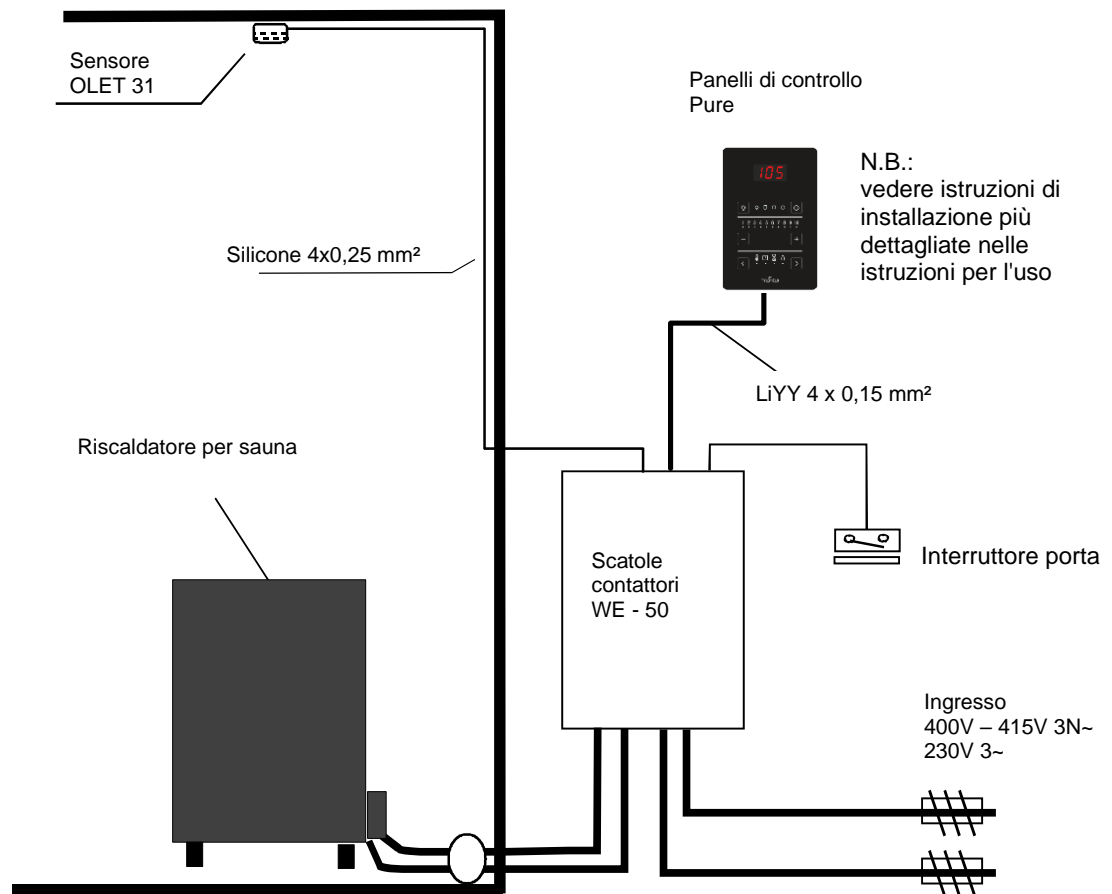 Sensore
OLET 31
Panelli di controllo
Pure
105
N.B.:
vedere istruzioni di
installazione più
dettagliate nelle
istruzioni per l'uso
Silicone 4x0,25 mm²
LiYY 4 x 0,15 mm²
Riscaldatore per sauna
Scatole
contattori
WE - 50
Interruttore porta
Ingresso
400V – 415V 3N~
230V 3~